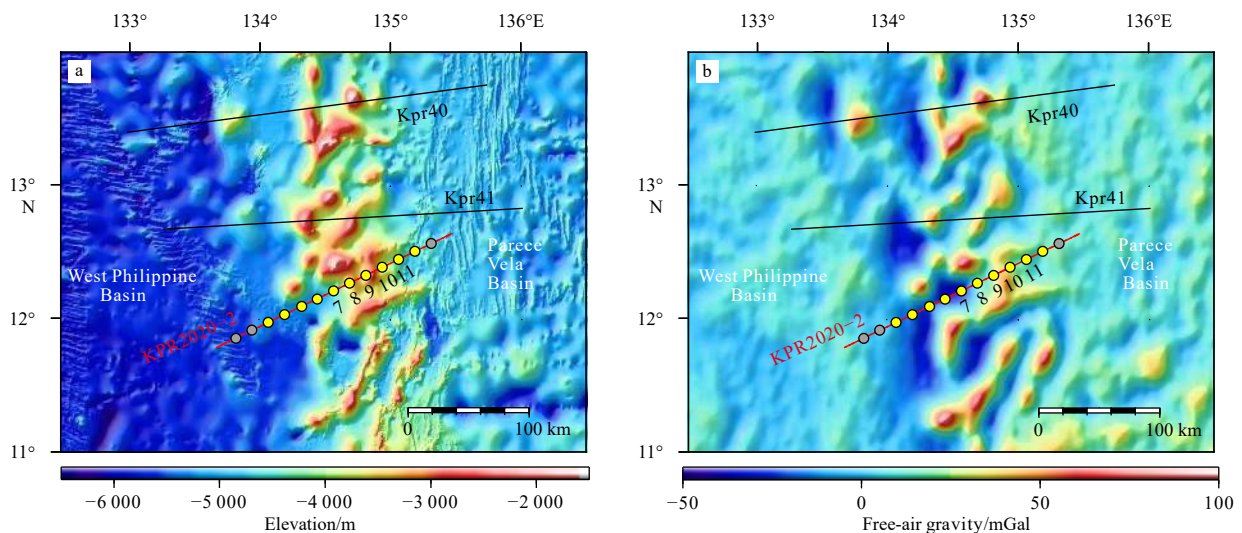 133° 134° 135° 136°E
a
Kpr40
13°
N
Kpr41
West Philippine
Basin
Parece
Vela
Basin
7 8 9 10 11
12°
KPR2020−2
0 100 km
11°
−6 000 −5 000 −4 000 −3 000 −2 000
Elevation/m
133° 134° 135° 136°E
b
Kpr40
13°
N
Kpr41
West Philippine
Basin
Parece
Vela
Basin
7 8 9 10 11
12°
KPR2020−2
0 100 km
11°
−50 0 50 100
Free-air gravity/mGal